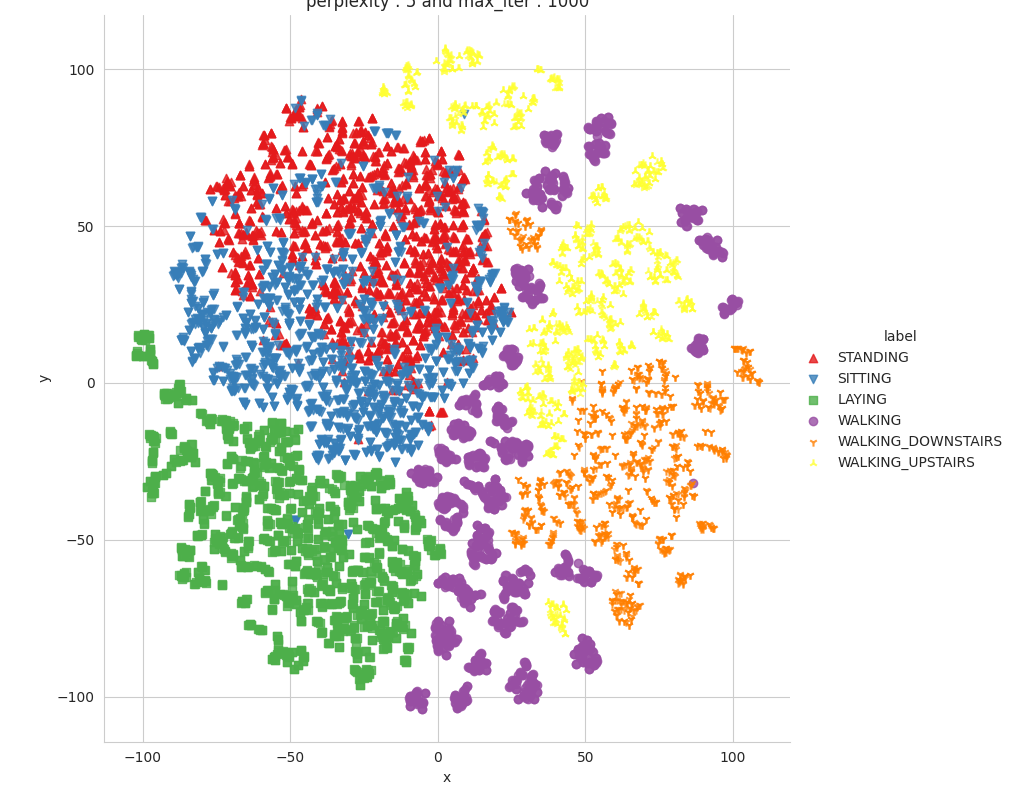 perplexity : 5 and max_iter : 1000
100
50
0
−50
−100
y
−100
−50
0
50
100
x
label
STANDING
SITTING
LAYING
WALKING
WALKING_DOWNSTAIRS
WALKING_UPSTAIRS